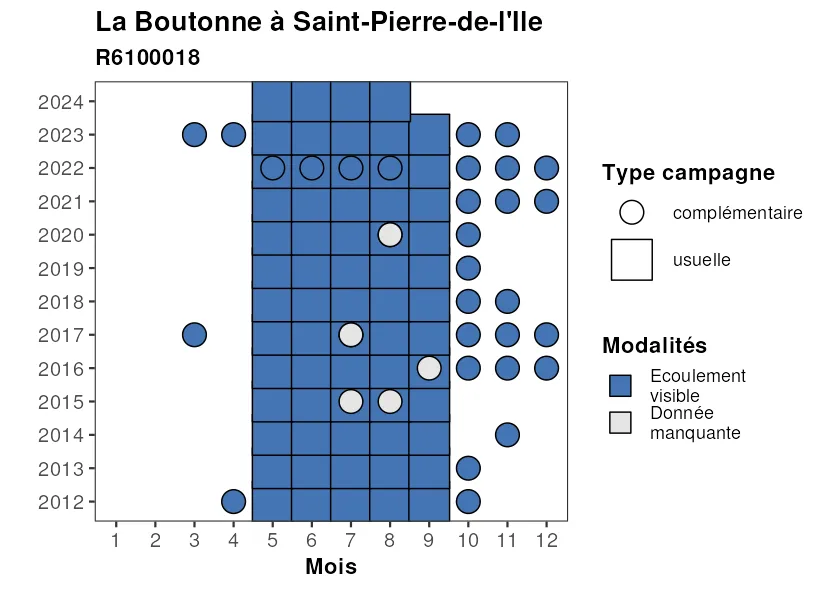 La Boutonne à Saint-Pierre-de-l'Ile
R6100018
2024
2023
2022
2021
2020
2019
2018
2017
2016
2015
2014
2013
2012
1 2 3 4 5 6 7 8 9 10 11 12
Mois
Type campagne
complémentaire
usuelle
Modalités
Ecoulement
visible
Donnée
manquante